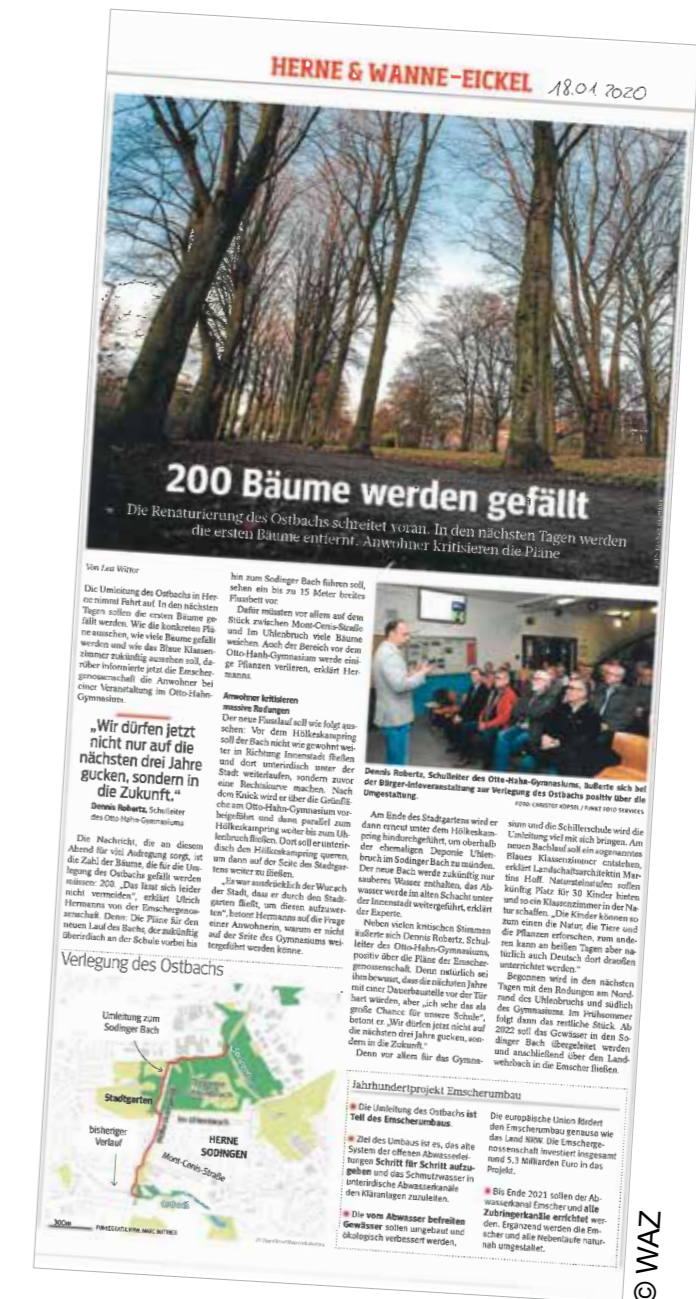 HERNE & WANNE-EICKEL
18.01.2020
200 Bäume werden gefällt
Die Renaturierung des Ostbachs schreitet voran. In den nächsten Tagen werden
die ersten Bäume entfernt. Anwohner kritisieren die Pläne
Von Lea Wittor
Die Umleitung des Ostbachs in Her-
ne nimmt Fahrt auf. In den nächsten
Tagen sollen die ersten Bäume ge-
fällt werden. Wie die konkreten Plä-
ne aussehen, wie viele Bäume gefällt
werden und wie das Blaue Klassen-
zimmer zukünftig aussehen soll, da-
rüber informierte jetzt die Emscher-
genossenschaft die Anwohner bei
einer Veranstaltung im Otto-Hahn-
Gymnasium.
„Wir dürfen jetzt
nicht nur auf die
nächsten drei Jahre
gucken, sondern in
die Zukunft.“
Dennis Robertz, Schulleiter
des Otto-Hahn-Gymnasiums
Die Nachricht, die an diesem
Abend für viel Aufregung sorgt, ist
die Zahl der Bäume, die für die Um-
legung des Ostbachs gefällt werden
müssen: 200. „Das lässt sich leider
nicht vermeiden“, erklärt Ulrich
Hermanns von der Emschergenos-
senschaft. Denn: Die Pläne für den
neuen Lauf des Bachs, der zukünftig
überirdisch an der Schule vorbei bis
hin zum Sodinger Bach führen soll,
sehen ein bis zu 15 Meter breites
Flussbett vor.
Dafür müssten vor allem auf dem
Stück zwischen Mont-Cenis-Straße
und Im Uhlenbruch viele Bäume
weichen. Auch der Bereich vor dem
Otto-Hahn-Gymnasium werde eini-
ge Pflanzen verlieren, erklärt Her-
manns.
Anwohner kritisieren
massive Rodungen
Der neue Flusslauf soll wie folgt aus-
sehen: Vor dem Hölkeskampring
soll der Bach nicht wie gewohnt wei-
ter in Richtung Innenstadt fließen
und dort unterirdisch unter der
Stadt weiterlaufen, sondern zuvor
eine Rechtskurve machen. Nach
dem Knick wird er über die Grünflä-
che am Otto-Hahn-Gymnasium vor-
beigeführt und dann parallel zum
Hölkeskampring weiter bis zum Uh-
lenbruch fließen. Dort soll er unterir-
disch den Hölkeskampring queren,
um dann auf der Seite des Stadtgar-
tens weiter zu fließen.
„Es war ausdrücklich der Wunsch
der Stadt, dass er durch den Stadt-
garten fließt, um diesen aufzuwer-
ten“, betont Hermanns auf die Frage
einer Anwohnerin, warum er nicht
auf der Seite des Gymnasiums wei-
tergeführt werden könne.
Dennis Robertz, Schulleiter des Otto-Hahn-Gymnasiums, äußerte sich bei
der Bürger-Infoveranstaltung zur Verlegung des Ostbachs positiv über die
Umgestaltung.
FOTO: CHRISTOF KÖPSEL / FUNKE FOTO SERVICES
Am Ende des Stadtgartens wird er
dann erneut unter dem Hölkeskam-
pring hindurchgeführt, um oberhalb
der ehemaligen Deponie Uhlen-
bruch im Sodinger Bach zu münden.
Der neue Bach werde zukünftig nur
sauberes Wasser enthalten, das Ab-
wasser werde im alten Schacht unter
der Innenstadt weitergeführt, erklärt
der Experte.
Neben vielen kritischen Stimmen
äußerte sich Dennis Robertz, Schul-
leiter des Otto-Hahn-Gymnasiums,
positiv über die Pläne der Emscher-
genossenschaft. Denn natürlich sei
ihm bewusst, dass die nächsten Jahre
mit einer Dauerbaustelle vor der Tür
hart würden, aber „ich sehe das als
große Chance für unsere Schule“,
betont er. „Wir dürfen jetzt nicht auf
die nächsten drei Jahre gucken, son-
dern in die Zukunft.“
Denn vor allem für das Gymna-
sium und die Schillerschule wird die
Umleitung viel mit sich bringen. Am
neuen Bachlauf soll ein sogenanntes
Blaues Klassenzimmer entstehen,
erklärt Landschaftsarchitektin Mar-
tina Hoff. Natursteinstufen sollen
künftig Platz für 30 Kinder bieten
und so ein Klassenzimmer in der Na-
tur schaffen. „Die Kinder können so
zum einen die Natur, die Tiere und
die Pflanzen erforschen, zum ande-
ren kann an heißen Tagen aber na-
türlich auch Deutsch dort draußen
unterrichtet werden.“
Begonnen wird in den nächsten
Tagen mit den Rodungen am Nord-
rand des Uhlenbruchs und südlich
des Gymnasiums. Im Frühsommer
folgt dann das restliche Stück. Ab
2022 soll das Gewässer in den So-
dinger Bach übergeleitet werden
und anschließend über den Land-
wehrbach in die Emscher fließen.
Verlegung des Ostbachs
Umleitung zum
Sodinger Bach
Stadtgarten
bisheriger
Verlauf
HERNE
SODINGEN
Mont-Cenis-Straße
Ostbach
300m
Jahrhundertprojekt Emscherumbau
Die Umleitung des Ostbachs ist
Teil des Emscherumbaus.
Ziel des Umbaus ist es, das alte
System der offenen Abwasserlei-
tungen Schritt für Schritt aufzu-
geben und das Schmutzwasser in
unterirdische Abwasserkanäle
den Kläranlagen zuzuleiten.
Die vom Abwasser befreiten
Gewässer sollen umgebaut und
ökologisch verbessert werden.
Die europäische Union fördert
den Emscherumbau genauso wie
das Land NRW. Die Emscherge-
nossenschaft investiert insgesamt
rund 5,3 Milliarden Euro in das
Projekt.
Bis Ende 2021 sollen der Ab-
wasserkanal Emscher und alle
Zubringerkanäle errichtet wer-
den. Ergänzend werden die Em-
scher und alle Nebenläufe natur-
nah umgestaltet.
© WAZ